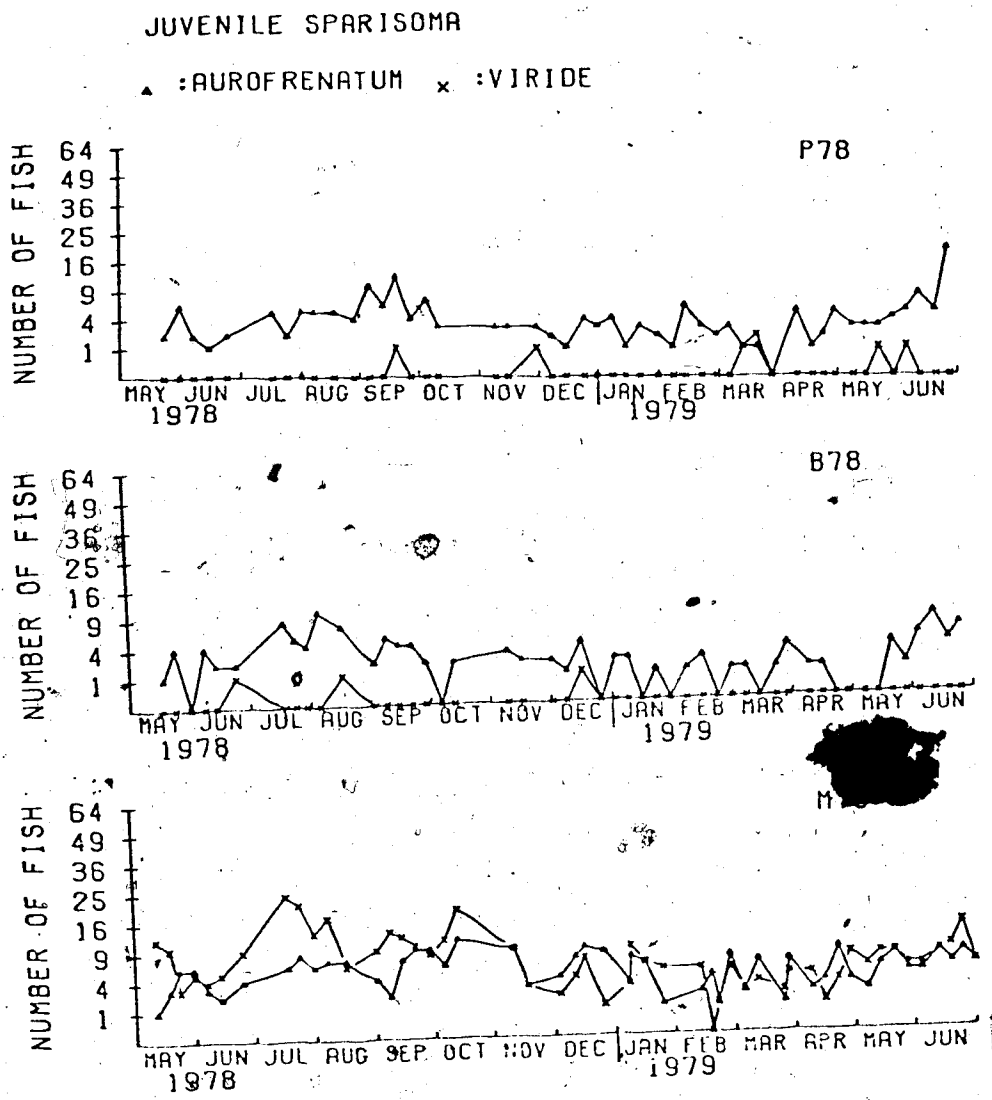 JUVENILE SPARISOMA
▲ :AUROFRENATUM × :VIRIDE
P78
NUMBER OF FISH
64
49
36
25
16
9
4
1
MAY JUN JUL AUG SEP OCT NOV DEC JAN FEB MAR APR MAY JUN
1978 1979
B78
NUMBER OF FISH
64
49
36
25
16
9
4
1
MAY JUN JUL AUG SEP OCT NOV DEC JAN FEB MAR APR MAY JUN
1978 1979
M
NUMBER OF FISH
64
49
36
25
16
9
4
1
MAY JUN JUL AUG SEP OCT NOV DEC JAN FEB MAR APR MAY JUN
1978 1979